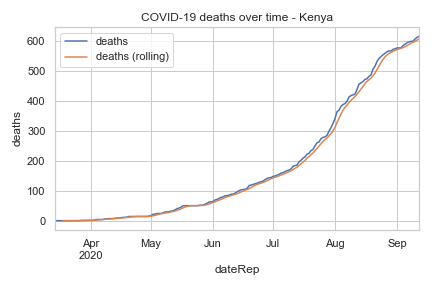 COVID-19 deaths over time - Kenya
deaths
deaths (rolling)
600
500
400
300
200
100
0
deaths
Apr
2020
May
Jun
Jul
Aug
Sep
dateRep